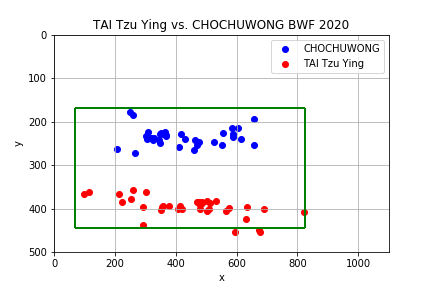 TAI Tzu Ying vs. CHOCHUWONG BWF 2020
CHOCHUWONG
TAI Tzu Ying
0
100
200
300
400
500
y
0 200 400 600 800 1000
x